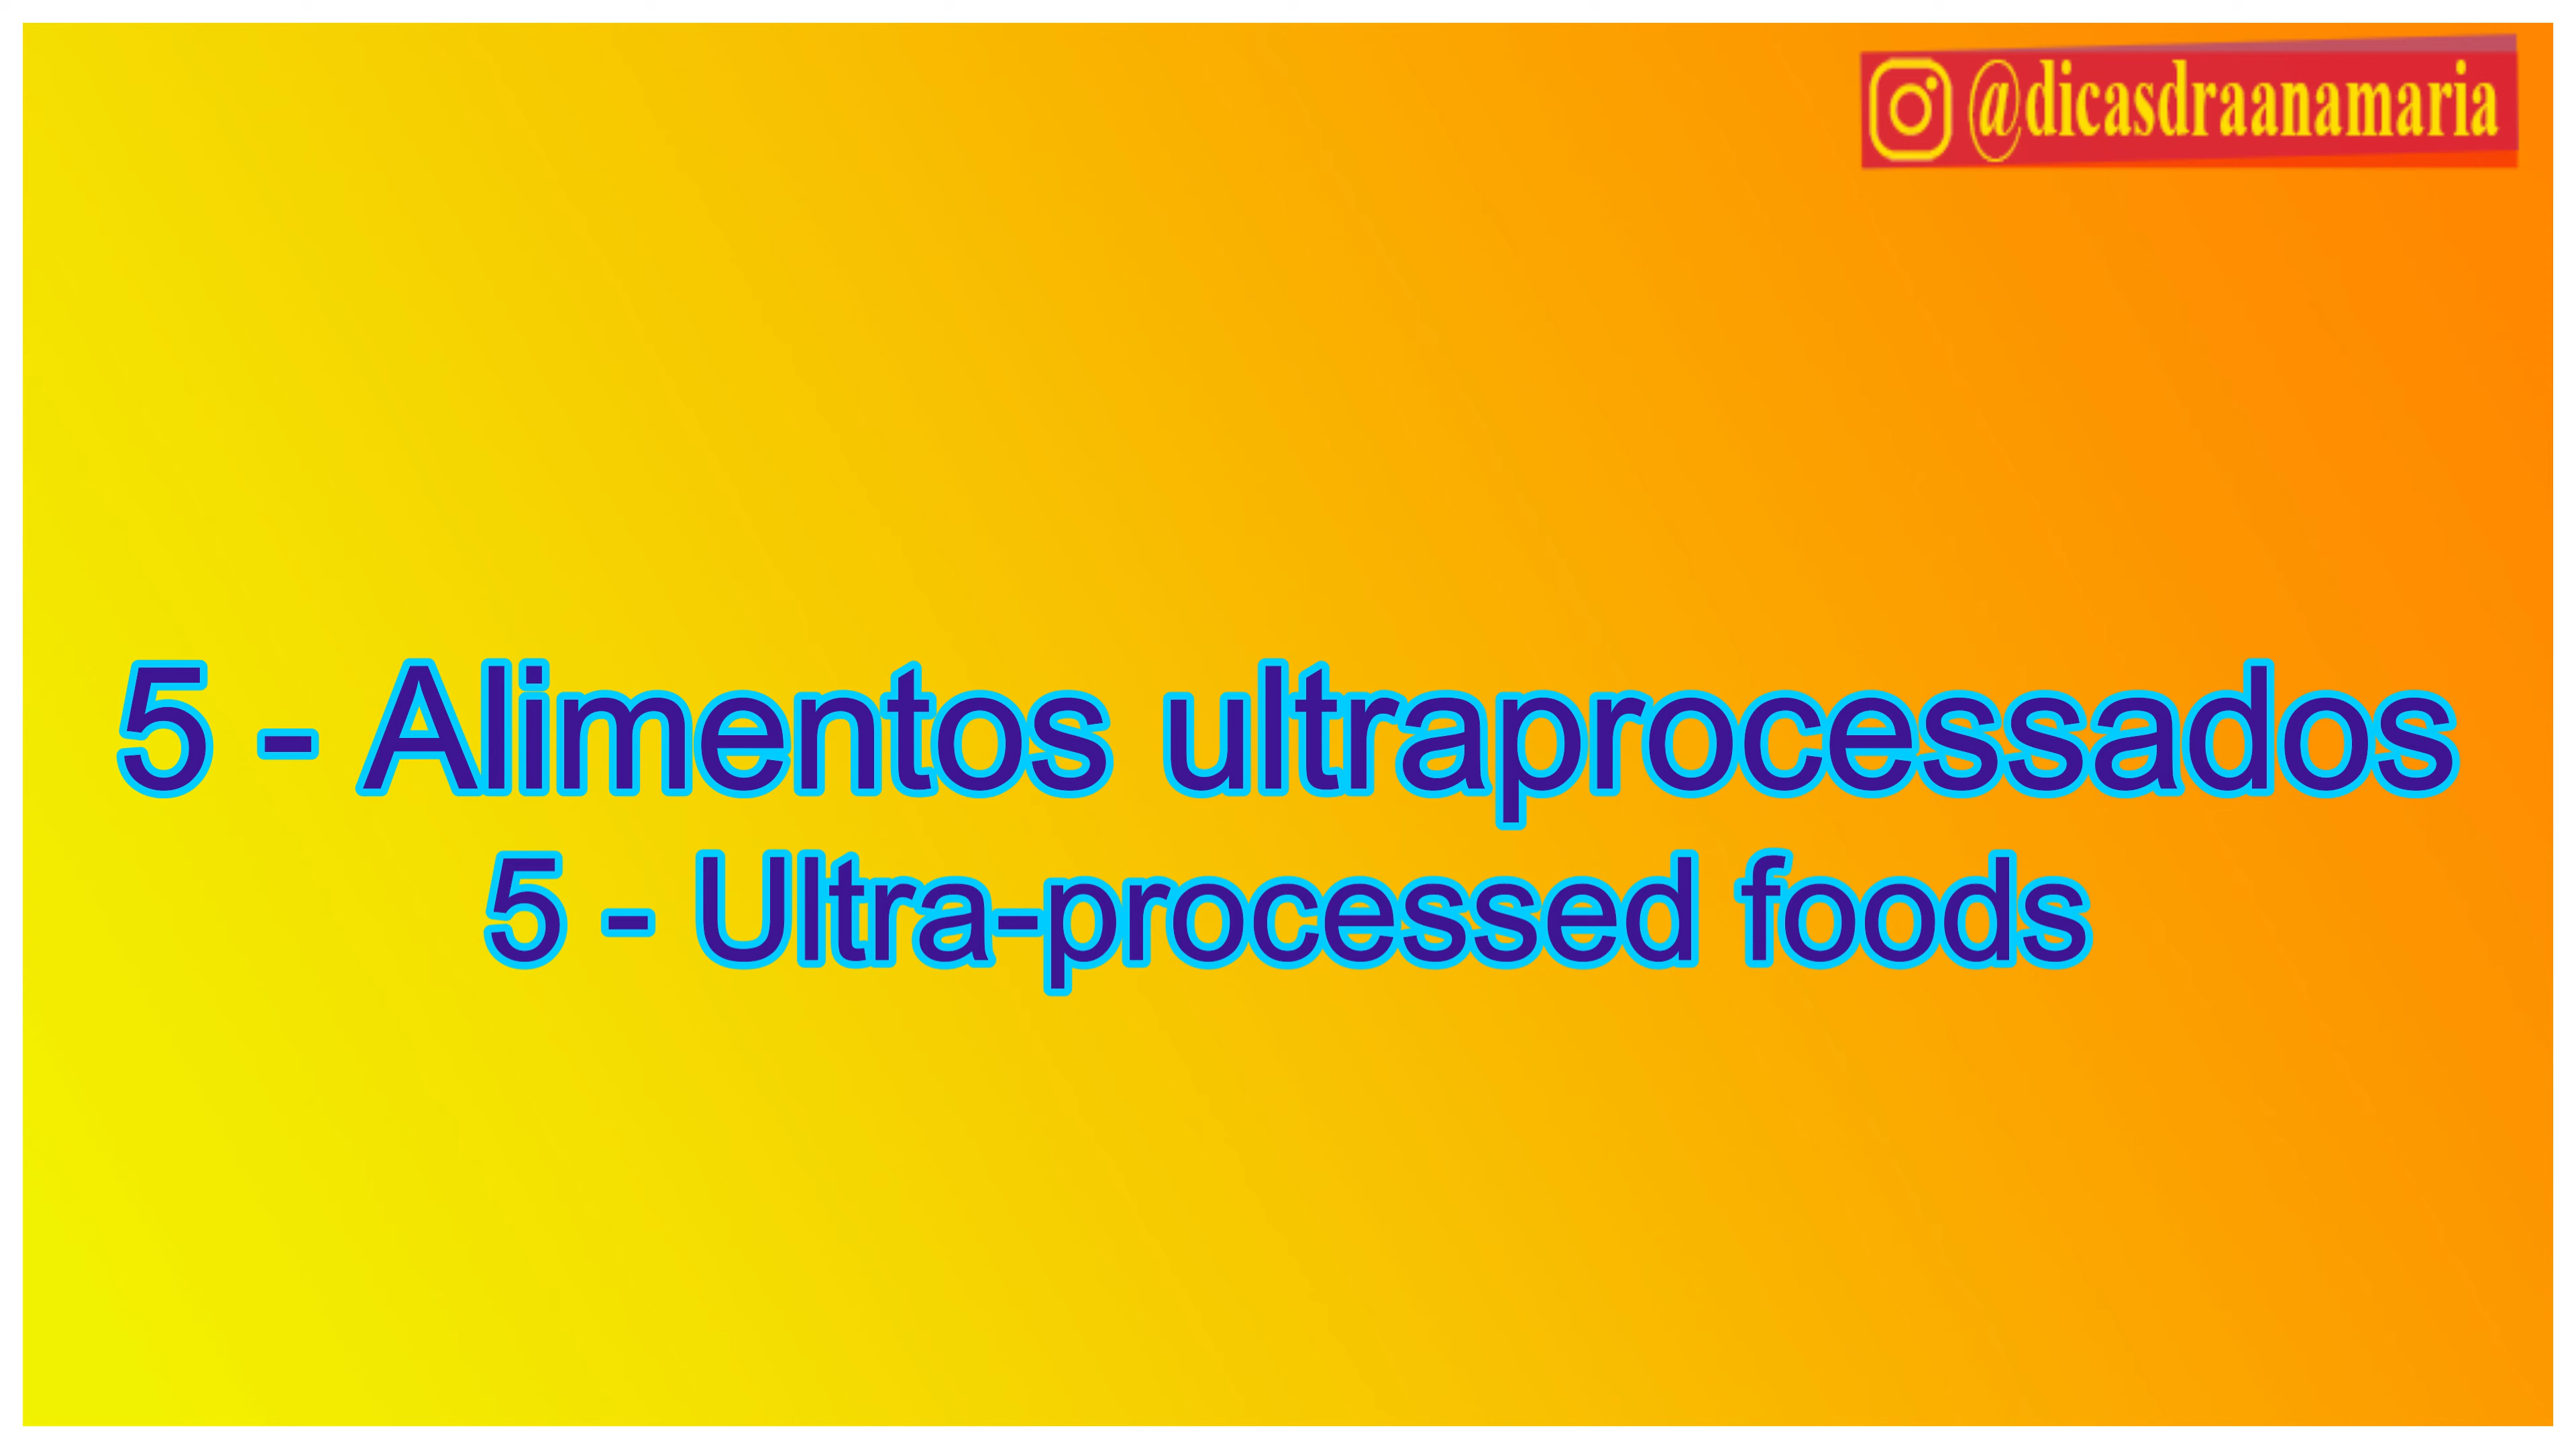 @dicasdraanamaria
5 - Alimentos ultraprocessados
5 - Ultra-processed foods